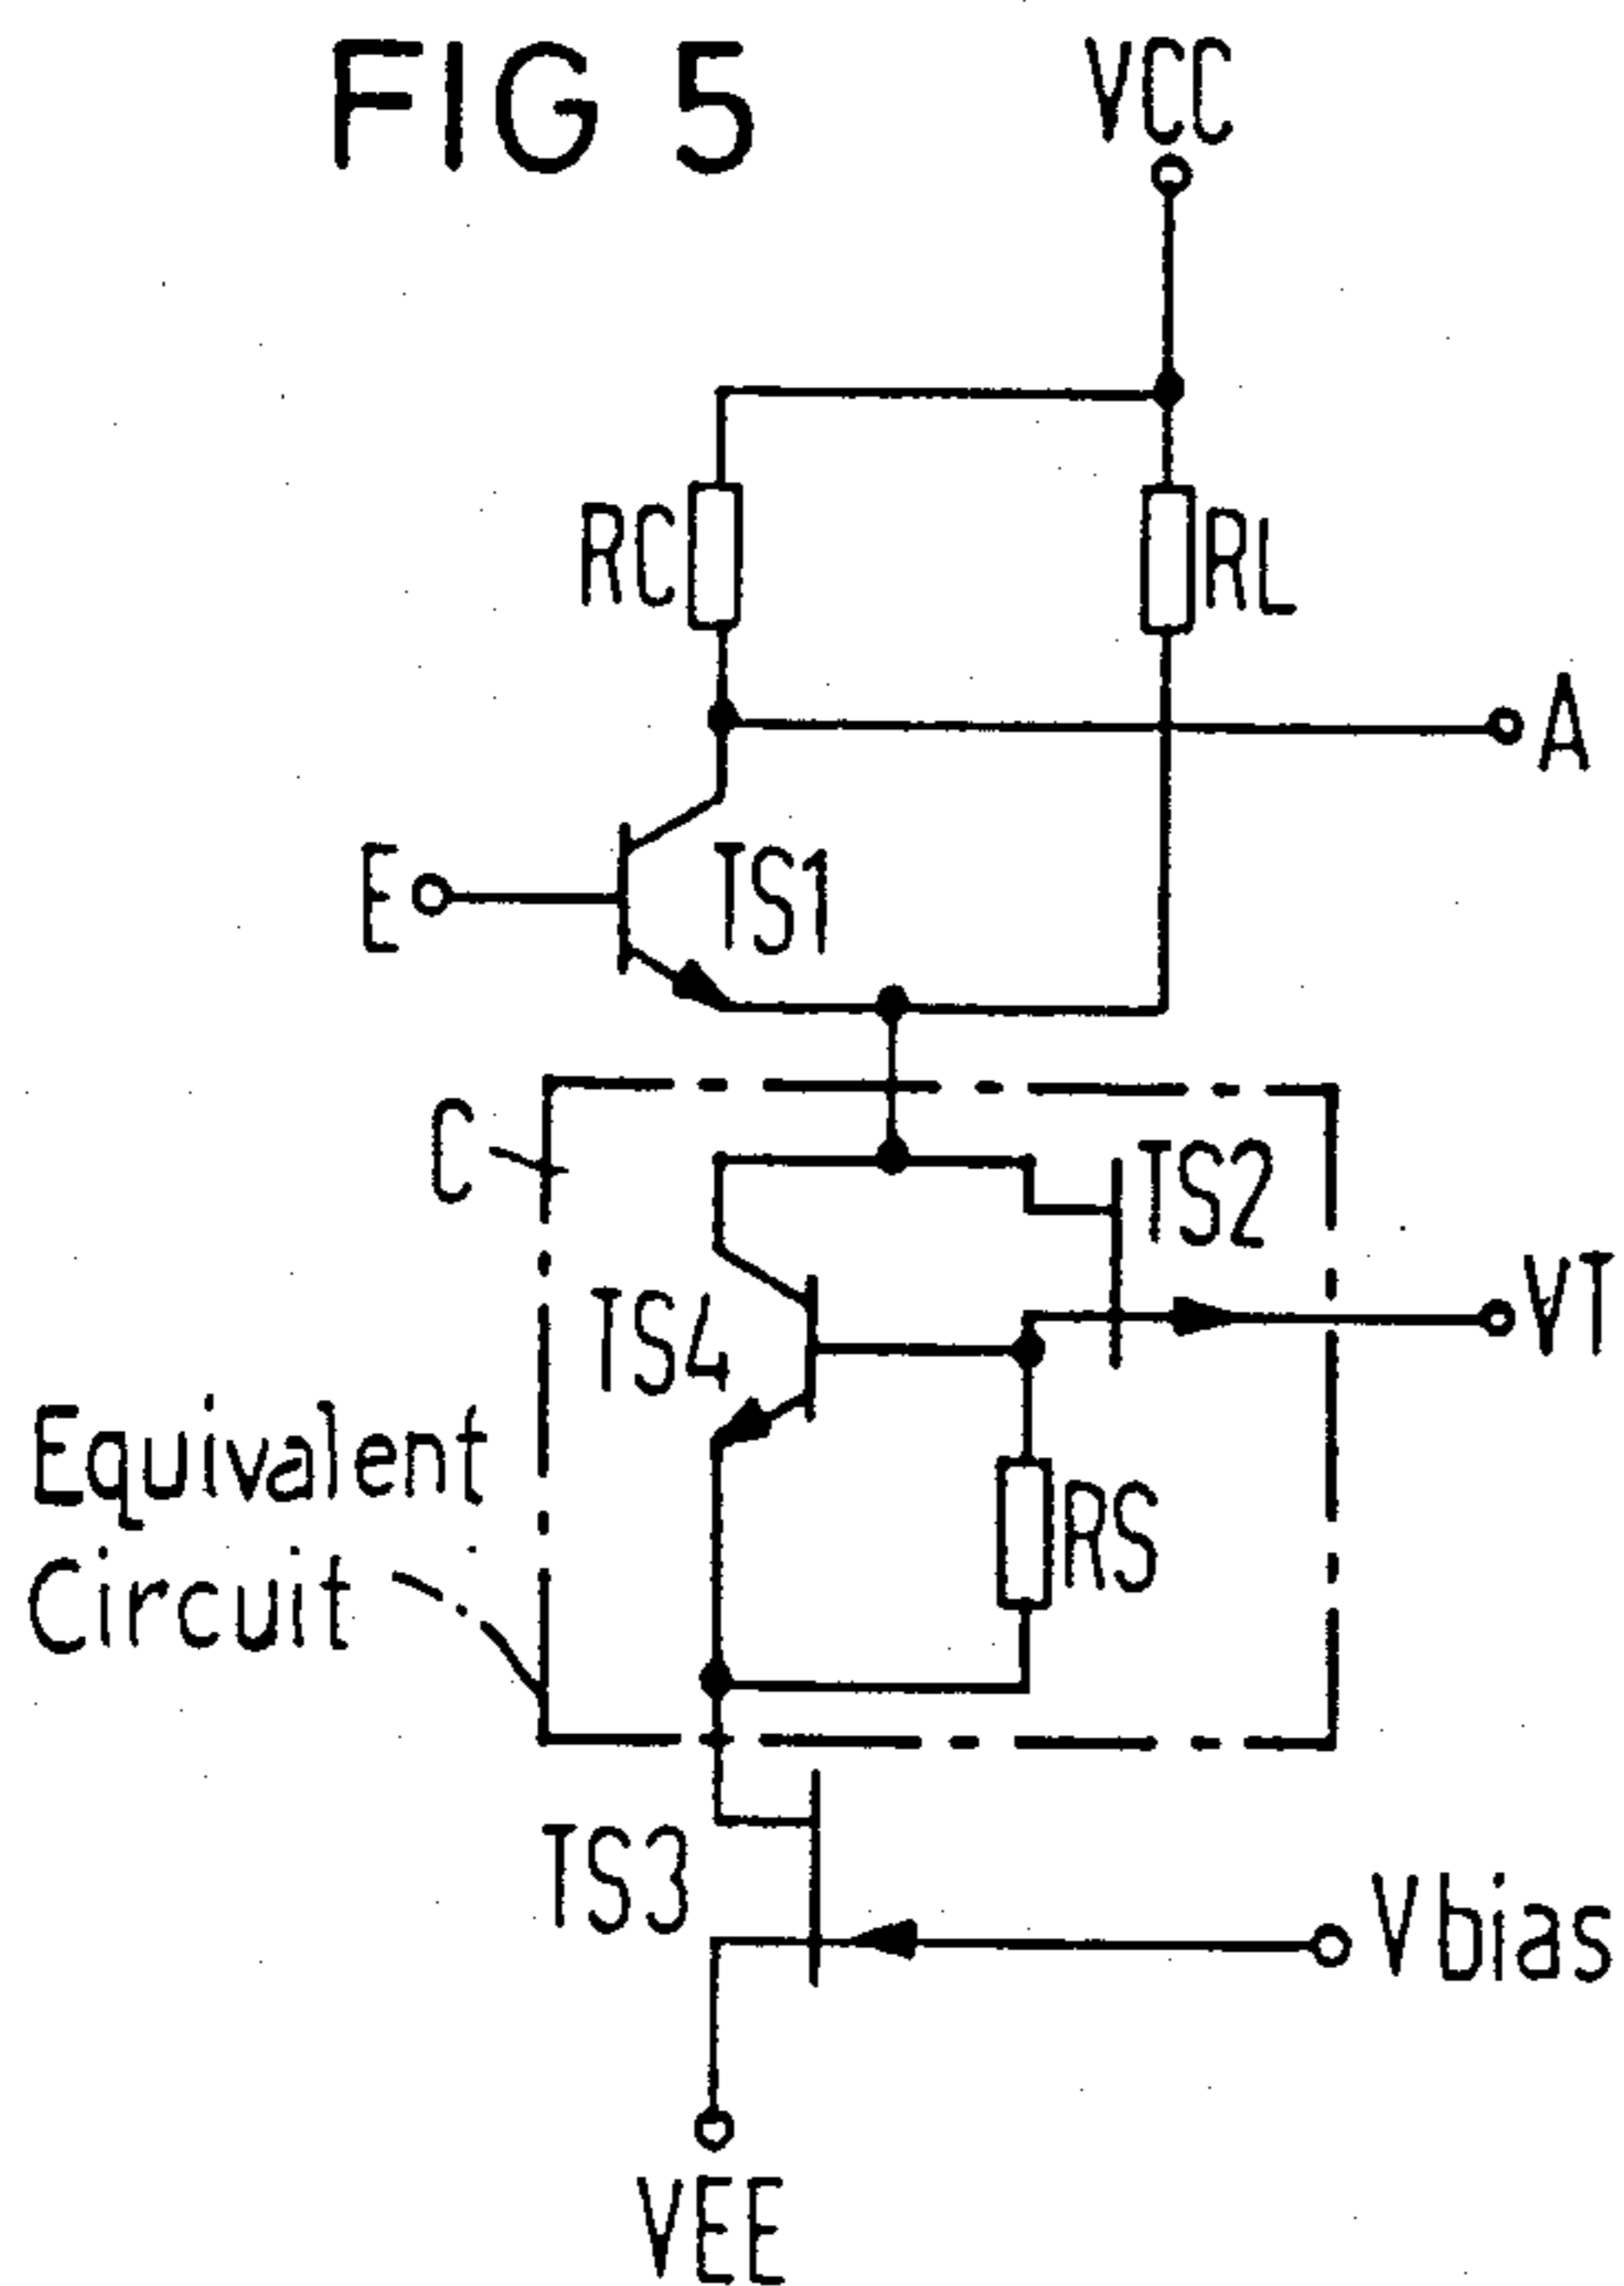 FIG 5
VCC
RC
RL
A
E
TS1
C
TS2
VT
TS4
Equivalent
Circuit
RS
TS3
Vbias
VEE